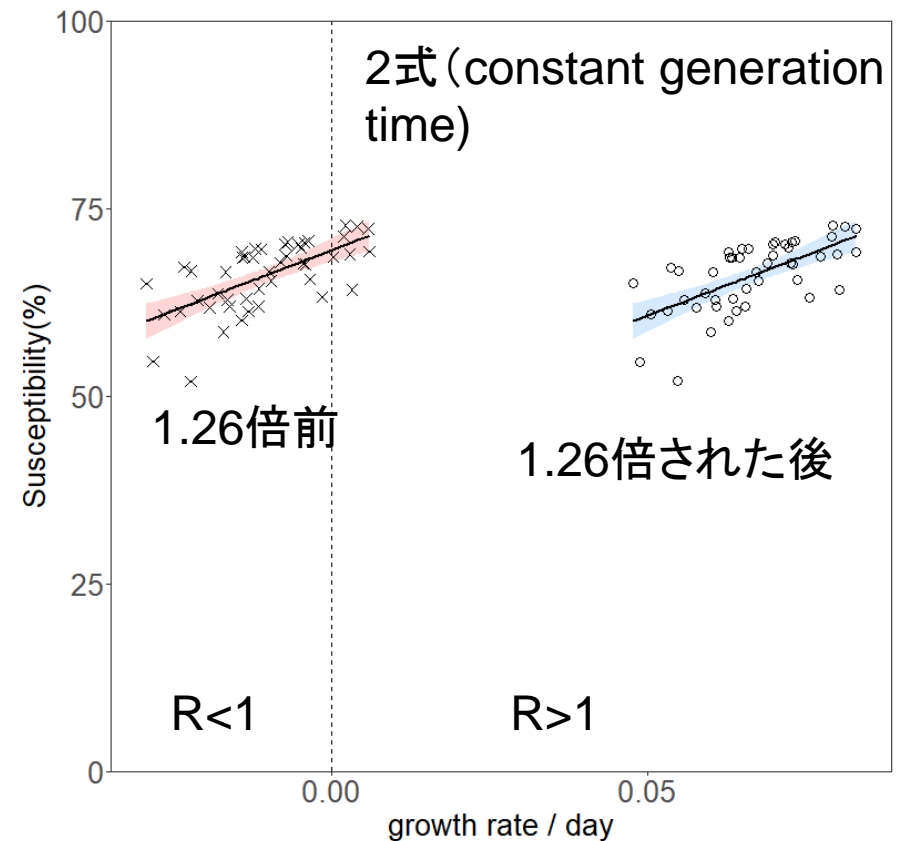 100
2式（constant generation
time)
75
Susceptibility(%)
50
1.26倍前
1.26倍された後
25
R<1
R>1
0
0.00
0.05
growth rate / day